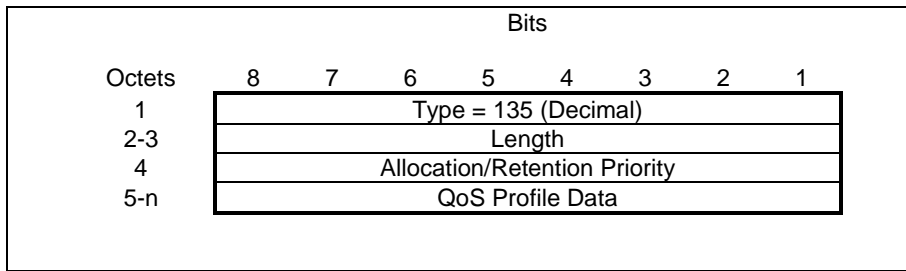 Bits
Octets 8 7 6 5 4 3 2 1
1 Type = 135 (Decimal)
2-3 Length
4 Allocation/Retention Priority
5-n QoS Profile Data